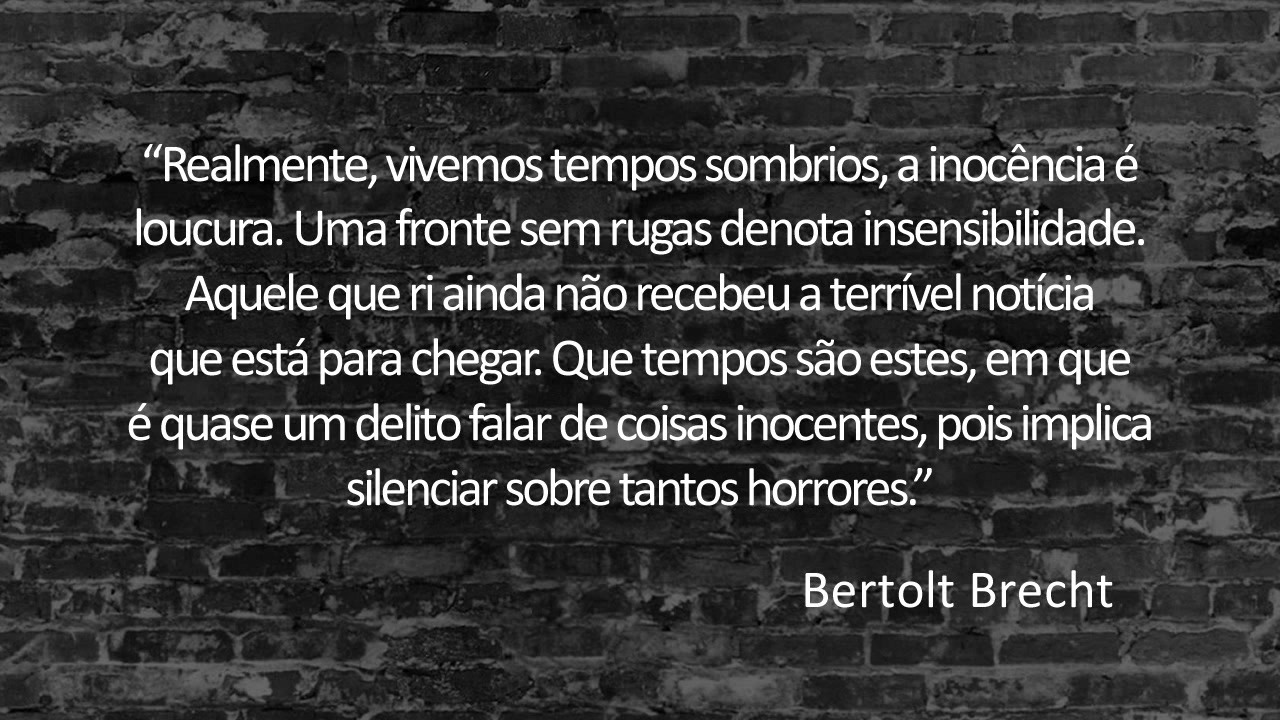 “Realmente, vivemos tempos sombrios, a inocência é
loucura. Uma fronte sem rugas denota insensibilidade.
Aquele que ri ainda não recebeu a terrível notícia
que está para chegar. Que tempos são estes, em que
é quase um delito falar de coisas inocentes, pois implica
silenciar sobre tantos horrores.”
Bertolt Brecht